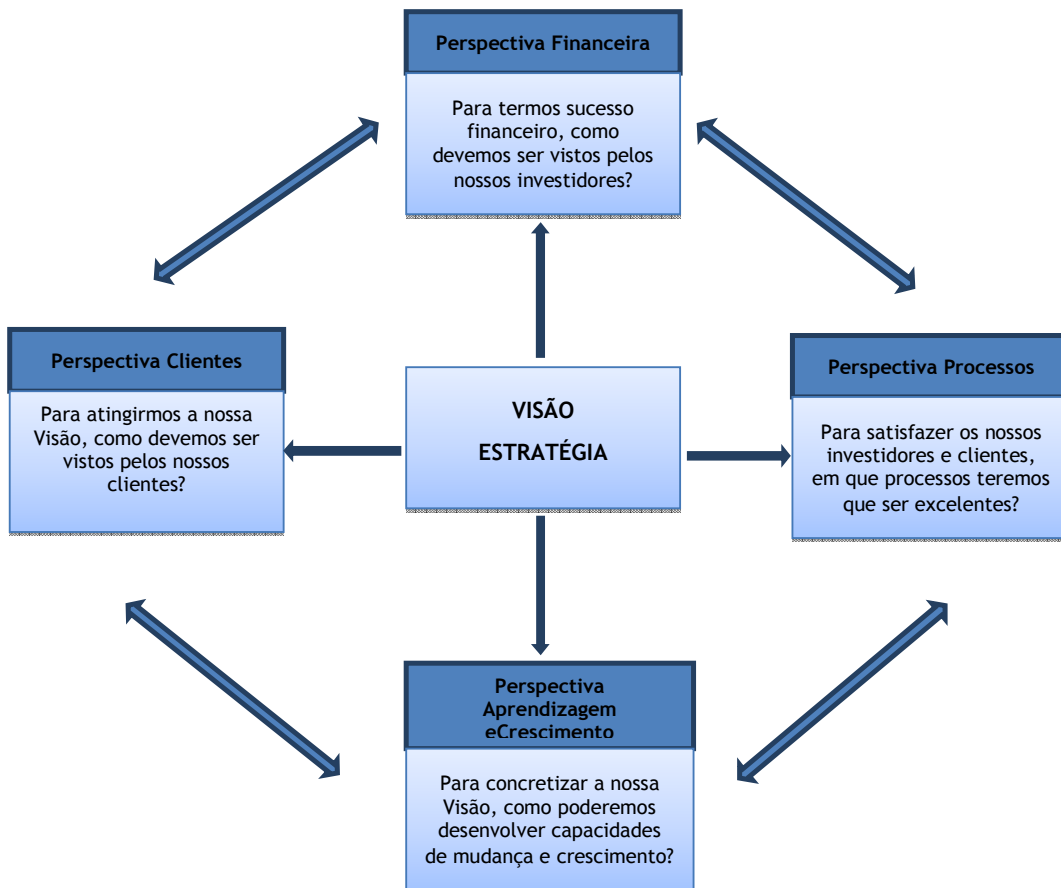 Perspectiva Financeira
Para termos sucesso
financeiro, como
devemos ser vistos pelos
nossos investidores?
Perspectiva Clientes
Para atingirmos a nossa
Visão, como devemos ser
vistos pelos nossos
clientes?
VISÃO
ESTRATÉGIA
Perspectiva Processos
Para satisfazer os nossos
investidores e clientes,
em que processos teremos
que ser excelentes?
Perspectiva
Aprendizagem
eCrescimento
Para concretizar a nossa
Visão, como poderemos
desenvolver capacidades
de mudança e crescimento?